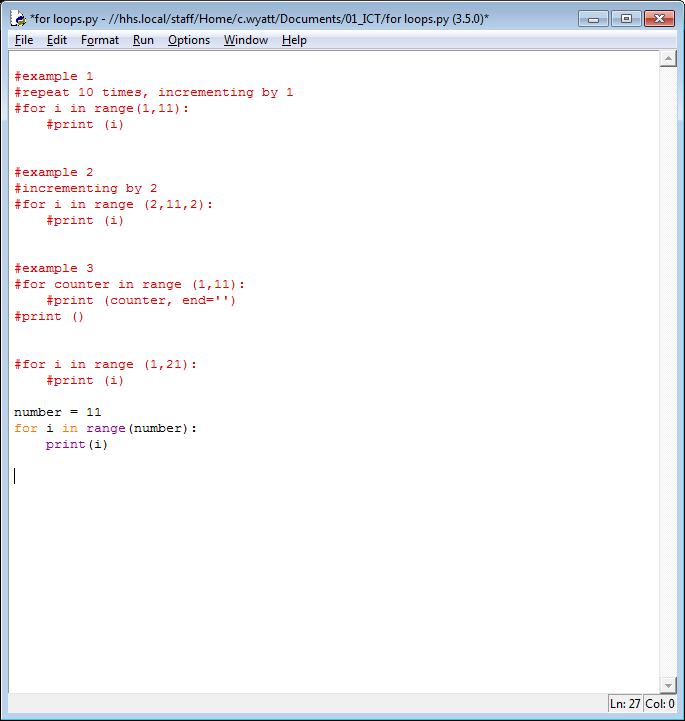 *for loops.py - //hhs.local/staff/Home/c.wyatt/Documents/01_ICT/for loops.py (3.5.0)*
File Edit Format Run Options Window Help
#example 1
#repeat 10 times, incrementing by 1
#for i in range(1,11):
    #print (i)
#example 2
#incrementing by 2
#for i in range (2,11,2):
    #print (i)
#example 3
#for counter in range (1,11):
    #print (counter, end='')
#print ()
#for i in range (1,21):
    #print (i)
number = 11
for i in range(number):
    print(i)
Ln: 27 Col: 0